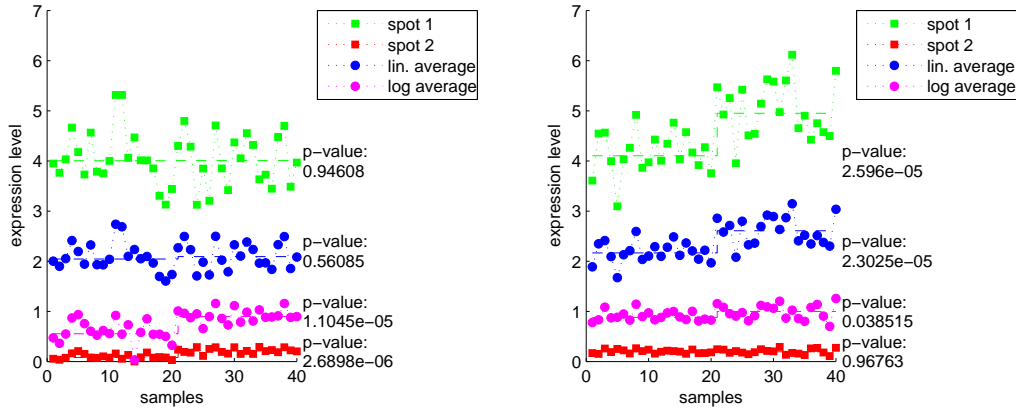 7
6
5
4
3
2
1
0
0
10
20
30
40
samples
expression level
spot 1
spot 2
lin. average
log average
p-value:
0.94608
p-value:
0.56085
p-value:
1.1045e-05
p-value:
2.6898e-06
7
6
5
4
3
2
1
0
0
10
20
30
40
samples
expression level
spot 1
spot 2
lin. average
log average
p-value:
2.596e-05
p-value:
2.3025e-05
p-value:
0.038515
p-value:
0.96763